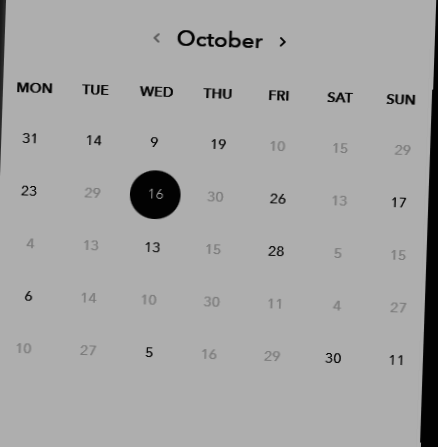 ‹ October ›
MON TUE WED THU FRI SAT SUN
31 14 9 19 10 15 29
23 29 16 30 26 13 17
4 13 13 15 28 5 15
6 14 10 30 11 4 27
10 27 5 16 29 30 11